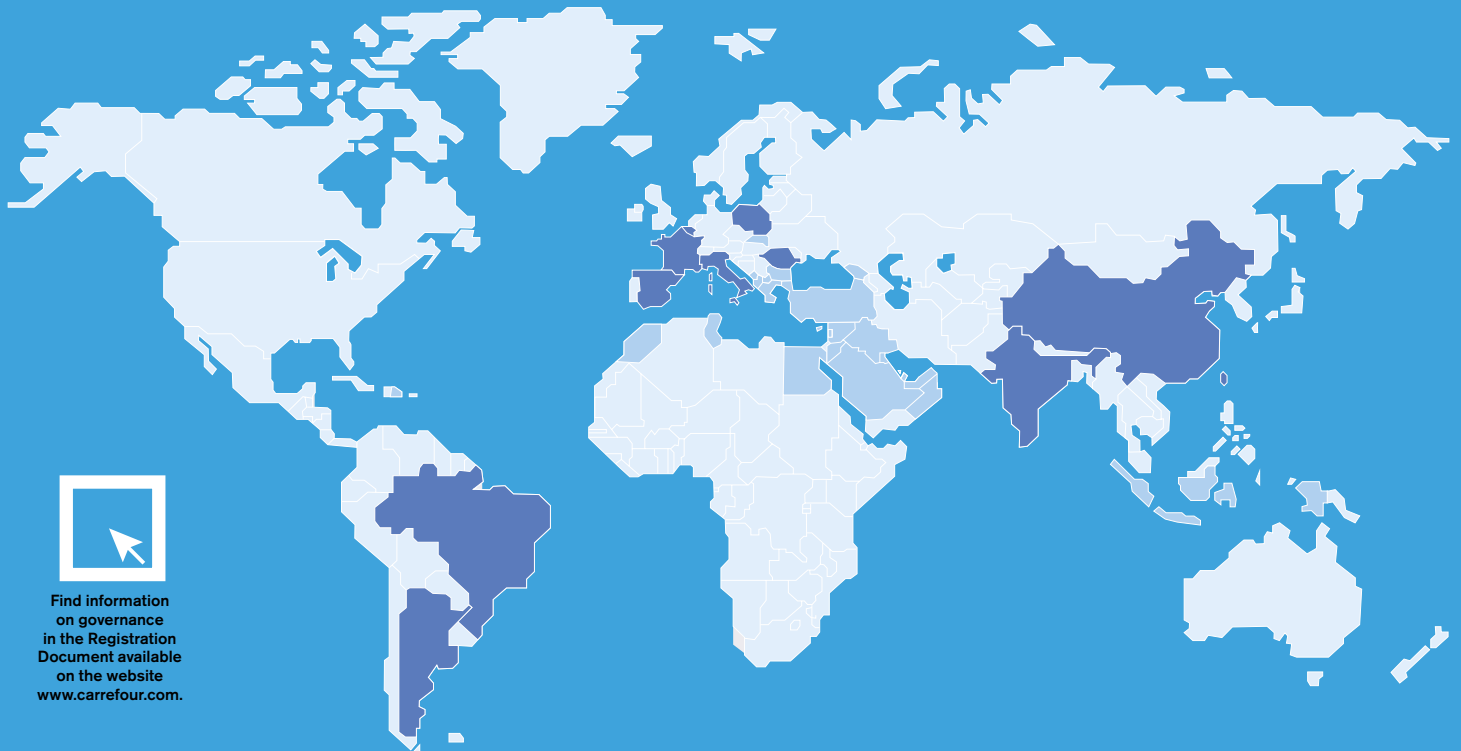 Find information
on governance
in the Registration
Document available
on the website
www.carrefour.com.